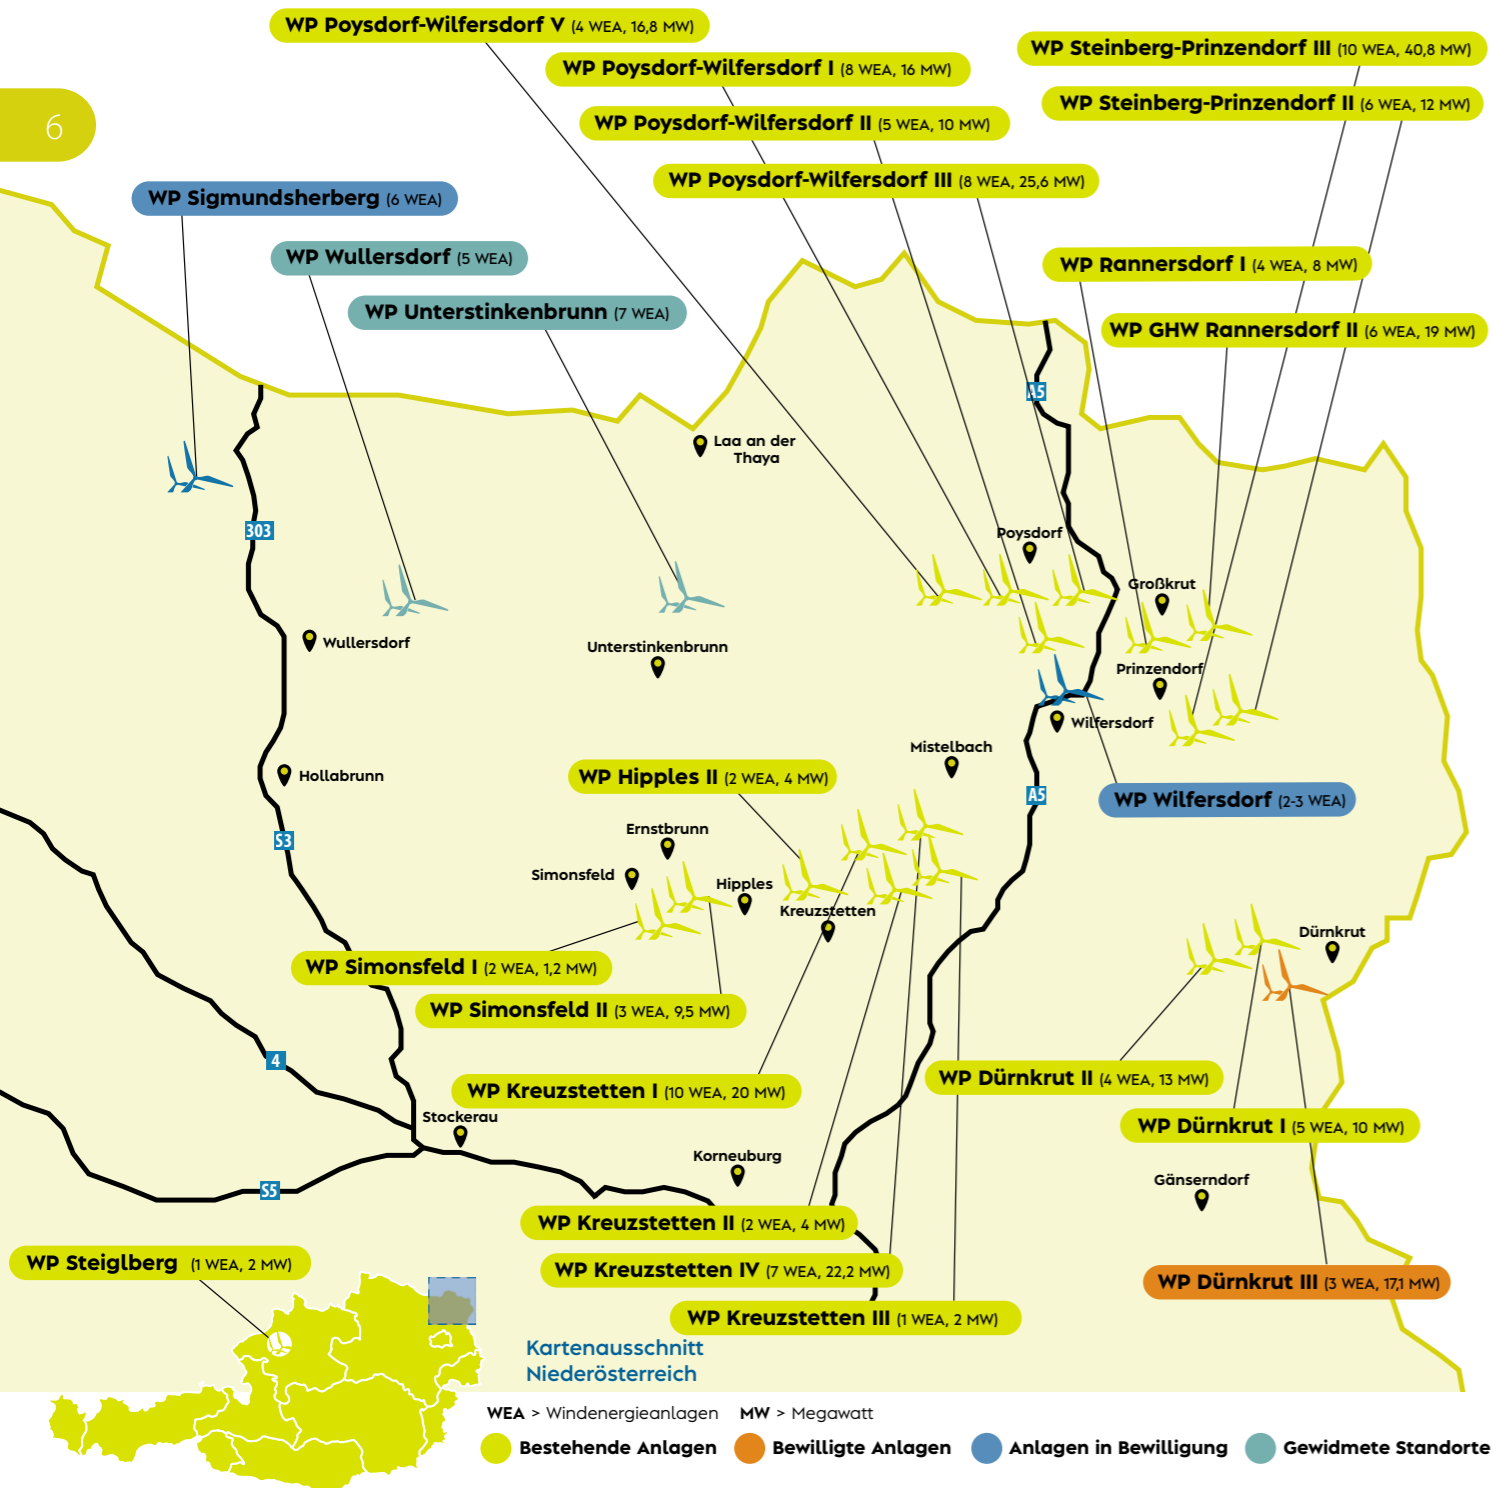 WP Poysdorf-Wilfersdorf V (4 WEA, 16,8 MW)
WP Steinberg-Prinzendorf III (10 WEA, 40,8 MW)
WP Poysdorf-Wilfersdorf I (8 WEA, 16 MW)
WP Steinberg-Prinzendorf II (6 WEA, 12 MW)
6
WP Poysdorf-Wilfersdorf II (5 WEA, 10 MW)
WP Poysdorf-Wilfersdorf III (8 WEA, 25,6 MW)
WP Sigmundsherberg (6 WEA)
WP Wullersdorf (5 WEA)
WP Rannersdorf I (4 WEA, 8 MW)
WP Unterstinkenbrunn (7 WEA)
WP GHW Rannersdorf II (6 WEA, 19 MW)
A5
Laa an der
Thaya
303
Poysdorf
Großkrut
Wullersdorf
Unterstinkenbrunn
Prinzendorf
Wilfersdorf
Mistelbach
Hollabrunn
WP Hipples II (2 WEA, 4 MW)
A5
WP Wilfersdorf (2-3 WEA)
Ernstbrunn
S3
Simonsfeld
Hipples
Kreuzstetten
Dürnkrut
WP Simonsfeld I (2 WEA, 1,2 MW)
WP Simonsfeld II (3 WEA, 9,5 MW)
4
WP Dürnkrut II (4 WEA, 13 MW)
WP Kreuzstetten I (10 WEA, 20 MW)
Stockerau
WP Dürnkrut I (5 WEA, 10 MW)
Korneuburg
Gänserndorf
S5
WP Kreuzstetten II (2 WEA, 4 MW)
WP Steiglberg (1 WEA, 2 MW)
WP Kreuzstetten IV (7 WEA, 22,2 MW)
WP Dürnkrut III (3 WEA, 17,1 MW)
WP Kreuzstetten III (1 WEA, 2 MW)
Kartenausschnitt
Niederösterreich
WEA > Windenergieanlagen MW > Megawatt
Bestehende Anlagen Bewilligte Anlagen Anlagen in Bewilligung Gewidmete Standorte